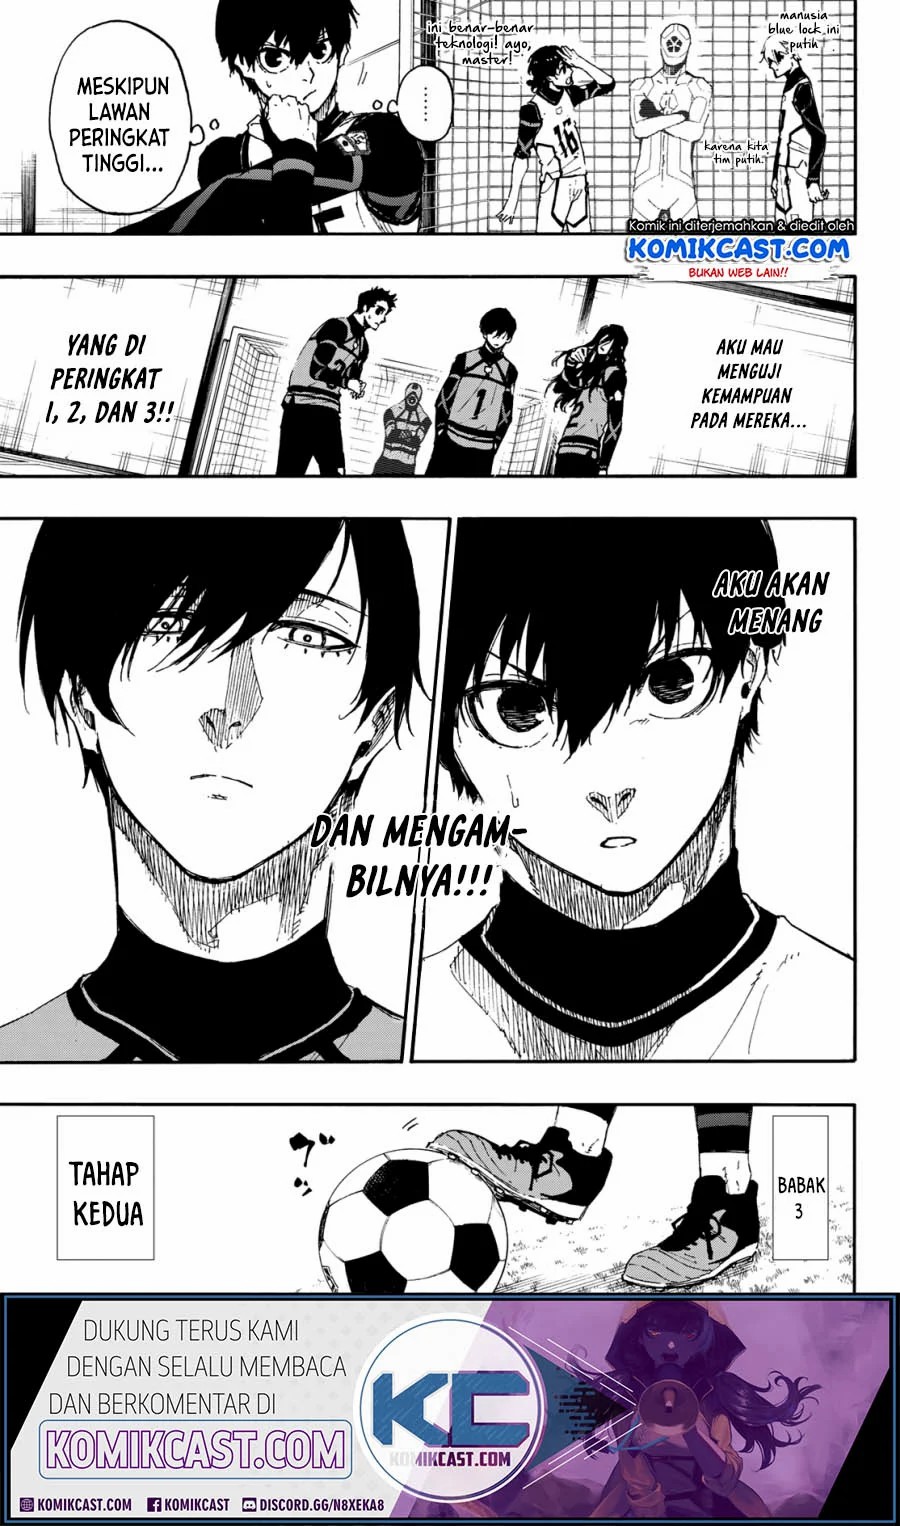 manusia
blue lock ini
putih
ini benar-benar
teknologi! ayo,
master!
karena kita
tim putih.
......
MESKIPUN
LAWAN
PERINGKAT
TINGGI...
15
Komik ini diterjemahkan & diedit oleh
KOMIKCAST.COM
BUKAN WEB LAIN!!
AKU MAU
MENGUJI
KEMAMPUAN
PADA MEREKA...
1
2
YANG DI
PERINGKAT
1, 2, DAN 3!!
AKU AKAN
MENANG
DAN MENGAM-
BILNYA!!!
BABAK
3
TAHAP
KEDUA
DUKUNG TERUS KAMI
DENGAN SELALU MEMBACA
DAN BERKOMENTAR DI
KOMIKCAST.COM
KC
KOMIKCAST.COM
KOMIKCAST.COM
KOMIKCAST
DISCORD.GG/N8XEKA8